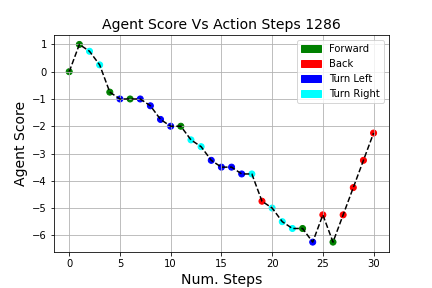 Agent Score Vs Action Steps 1286
Forward
Back
Turn Left
Turn Right
Agent Score
1
0
−1
−2
−3
−4
−5
−6
0 5 10 15 20 25 30
Num. Steps